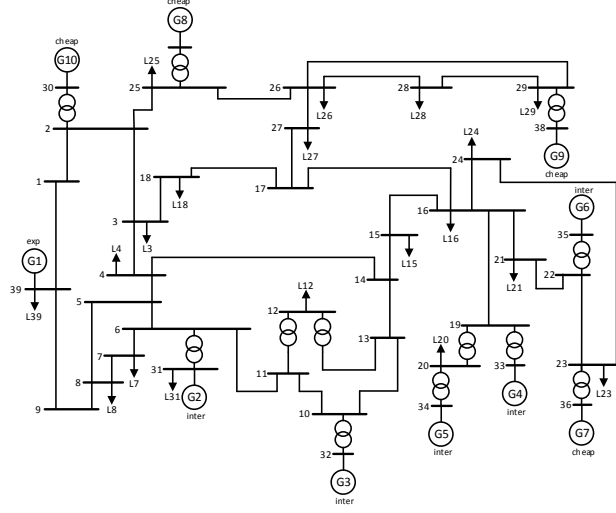 cheap
G8
cheap
G10
L25
30
25
26
28
29
L26
L28
L29
2
27
38
L27
L24
G9
cheap
24
1
18
L18
17
inter
G6
16
L16
exp
G1
3
L3
15
L15
35
L4
21
L21
22
4
14
39
L39
5
L12
12
6
13
19
L20
7
L7
31
L31
20
33
23
8
L8
11
G2
inter
34
G4
inter
36
L23
9
10
G5
inter
G7
cheap
32
G3
inter